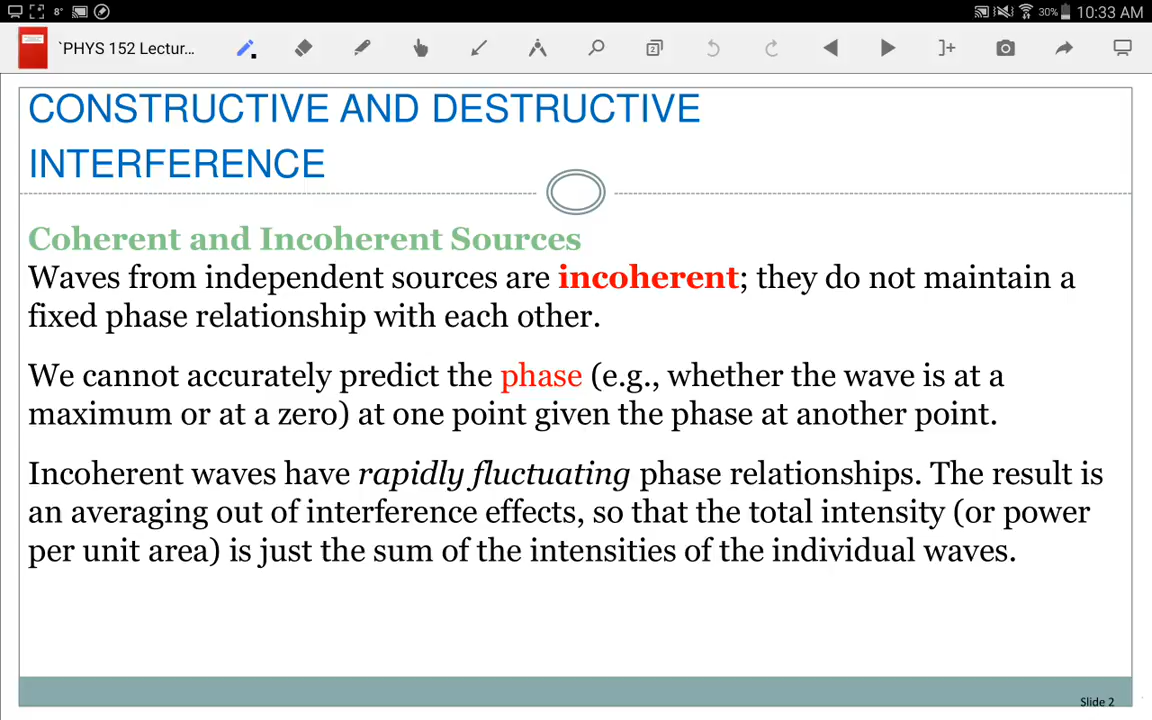 8°
30%
10:33 AM
`PHYS 152 Lectur...
2
CONSTRUCTIVE AND DESTRUCTIVE
INTERFERENCE
Coherent and Incoherent Sources
Waves from independent sources are incoherent; they do not maintain a
fixed phase relationship with each other.
We cannot accurately predict the phase (e.g., whether the wave is at a
maximum or at a zero) at one point given the phase at another point.
Incoherent waves have rapidly fluctuating phase relationships. The result is
an averaging out of interference effects, so that the total intensity (or power
per unit area) is just the sum of the intensities of the individual waves.
Slide 2